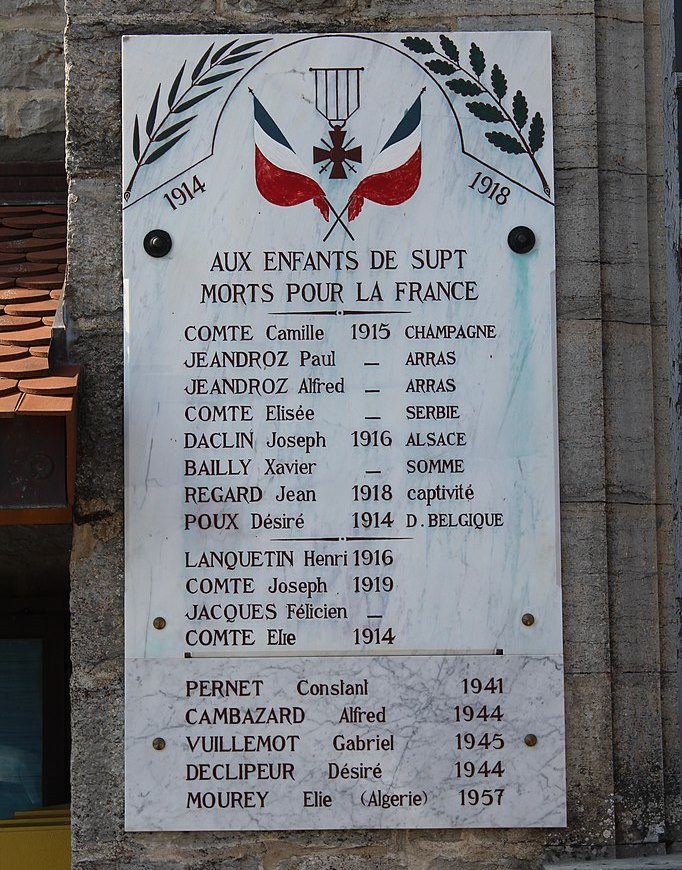 1914 1918
AUX ENFANTS DE SUPT
MORTS POUR LA FRANCE
COMTE Camille 1915 CHAMPAGNE
JEANDROZ Paul — ARRAS
JEANDROZ Alfred — ARRAS
COMTE Elisée — SERBIE
DACLIN Joseph 1916 ALSACE
BAILLY Xavier — SOMME
REGARD Jean 1918 captivité
POUX Désiré 1914 D. BELGIQUE
LANQUETIN Henri 1916
COMTE Joseph 1919
JACQUES Félicien —
COMTE Elie 1914
PERNET Constant 1941
CAMBAZARD Alfred 1944
VUILLEMOT Gabriel 1945
DECLIPEUR Désiré 1944
MOUREY Elie (Algerie) 1957